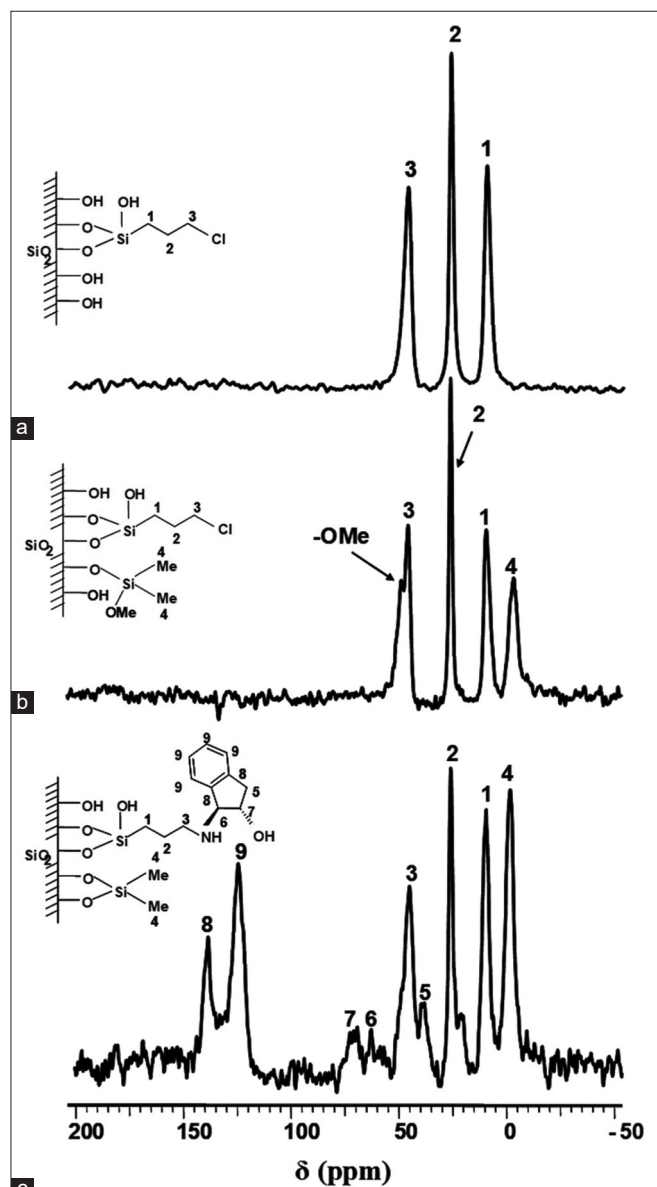 2
3
1
OH
OH
O
1
3
Si
Cl
SiO2
O
2
OH
OH
a
2
OH
OH
3
1
O
1
3
-OMe
Si
Cl
4
SiO2
O
2
4
O
Me
Si
Me
OH
OMe
4
b
9
9
9
2
4
9
8
5
OH
OH
8
1
O
1
3
7
Si
NH
6
OH
SiO2
O
2
9
3
4
O
Me
Si
8
O
Me
5
4
7
6
200
150
100
50
0
-50
δ (ppm)